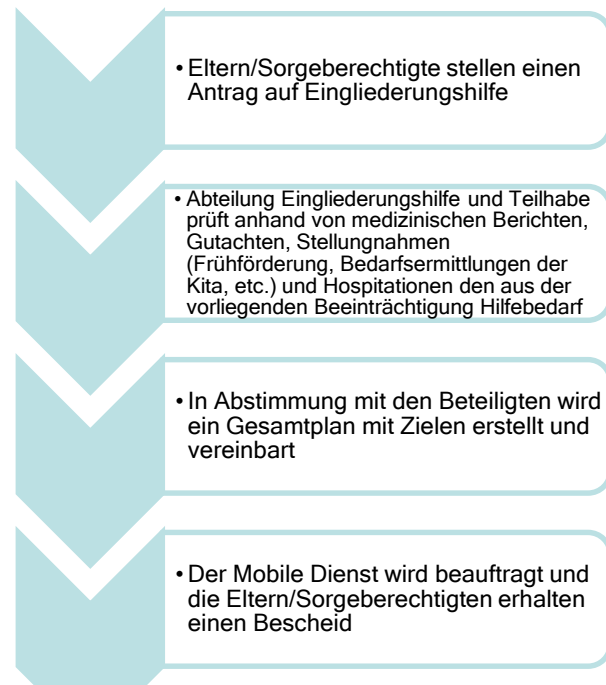 • Eltern/Sorgeberechtigte stellen einen
Antrag auf Eingliederungshilfe
• Abteilung Eingliederungshilfe und Teilhabe
prüft anhand von medizinischen Berichten,
Gutachten, Stellungnahmen
(Frühförderung, Bedarfsermittlungen der
Kita, etc.) und Hospitationen den aus der
vorliegenden Beeinträchtigung Hilfebedarf
• In Abstimmung mit den Beteiligten wird
ein Gesamtplan mit Zielen erstellt und
vereinbart
• Der Mobile Dienst wird beauftragt und
die Eltern/Sorgeberechtigten erhalten
einen Bescheid